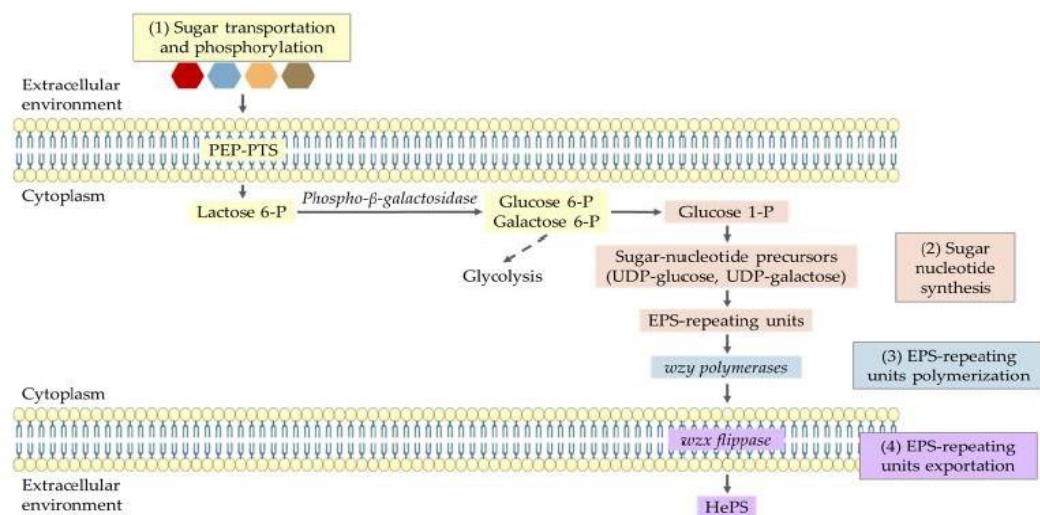 (1) Sugar transportation
and phosphorylation
Extracellular
environment
PEP-PTS
Cytoplasm
Lactose 6-P
Phospho-β-galactosidase
Glucose 6-P
Galactose 6-P
Glucose 1-P
Glycolysis
Sugar-nucleotide precursors
(UDP-glucose, UDP-galactose)
(2) Sugar
nucleotide
synthesis
EPS-repeating units
wzy polymerases
(3) EPS-repeating
units polymerization
Cytoplasm
wzx flippase
(4) EPS-repeating
units exportation
Extracellular
environment
HePS